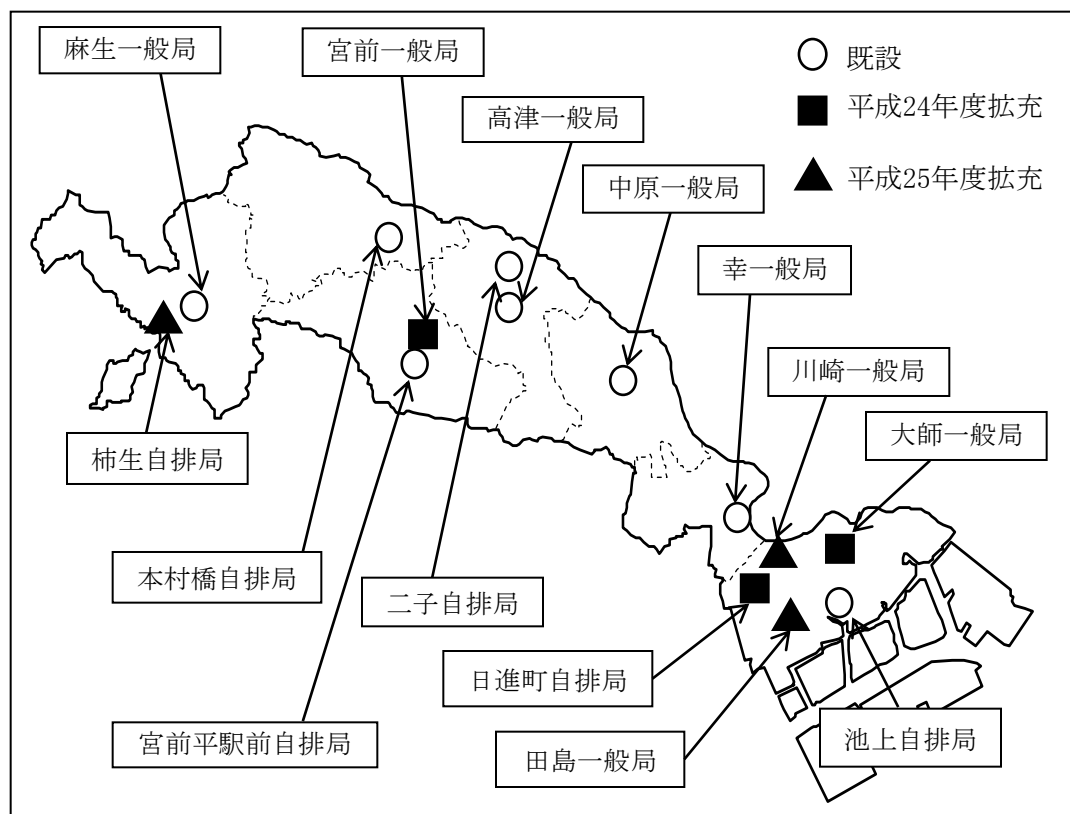 麻生一般局
宮前一般局
既設
平成24年度拡充
高津一般局
平成25年度拡充
中原一般局
幸一般局
川崎一般局
大師一般局
柿生自排局
本村橋自排局
二子自排局
日進町自排局
宮前平駅前自排局
田島一般局
池上自排局